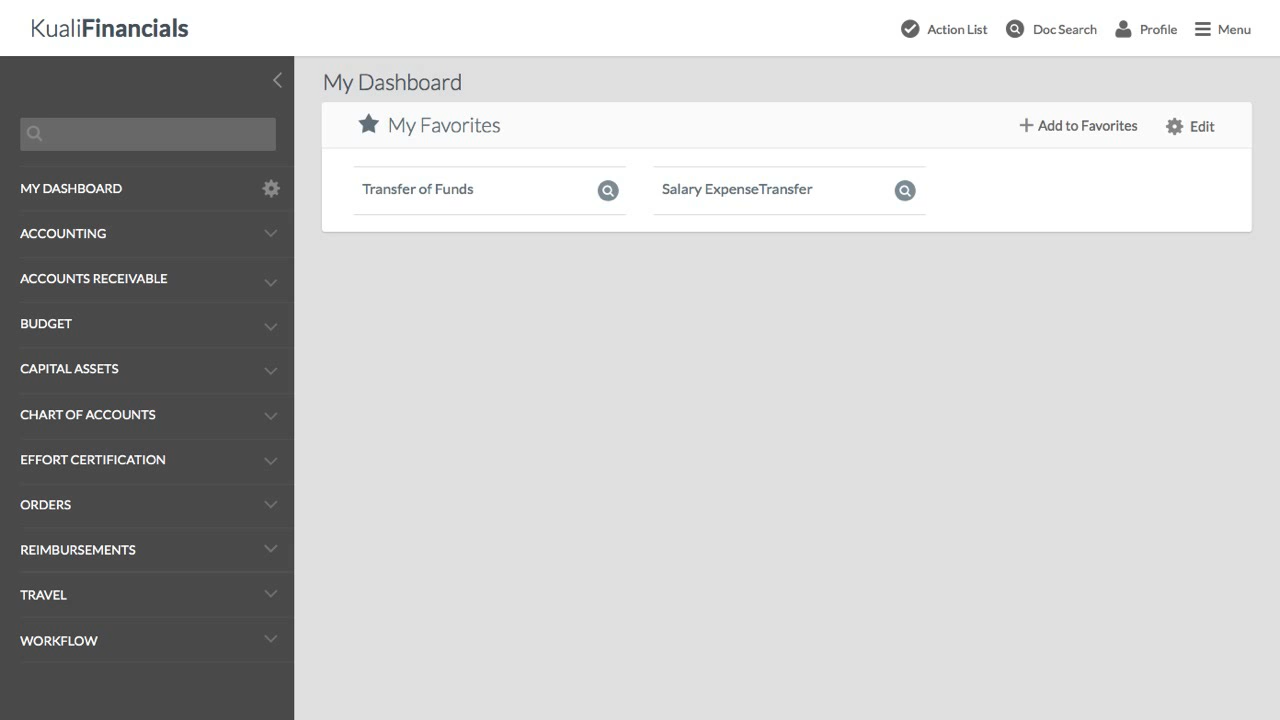 KualiFinancials
Action List
Doc Search
Profile
Menu
MY DASHBOARD
ACCOUNTING
ACCOUNTS RECEIVABLE
BUDGET
CAPITAL ASSETS
CHART OF ACCOUNTS
EFFORT CERTIFICATION
ORDERS
REIMBURSEMENTS
TRAVEL
WORKFLOW
My Dashboard
My Favorites
Add to Favorites
Edit
Transfer of Funds
Salary ExpenseTransfer